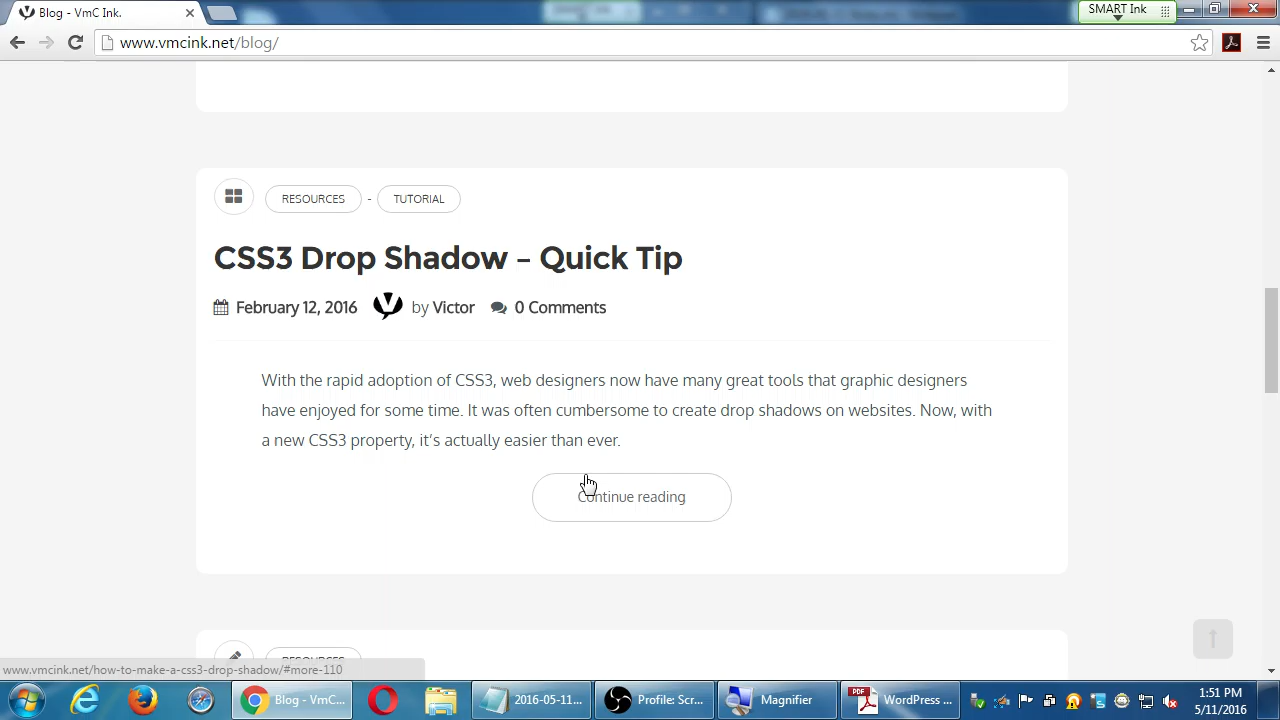 Blog - VmC Ink.
SMART Ink
www.vmcink.net/blog/
RESOURCES - TUTORIAL
CSS3 Drop Shadow – Quick Tip
February 12, 2016 by Victor 0 Comments
With the rapid adoption of CSS3, web designers now have many great tools that graphic designers
have enjoyed for some time. It was often cumbersome to create drop shadows on websites. Now, with
a new CSS3 property, it's actually easier than ever.
Continue reading
RESOURCES
www.vmcink.net/how-to-make-a-css3-drop-shadow/#more-110
Blog - VmC... 2016-05-11... Profile: Scr... Magnifier WordPress ... 1:51 PM
5/11/2016